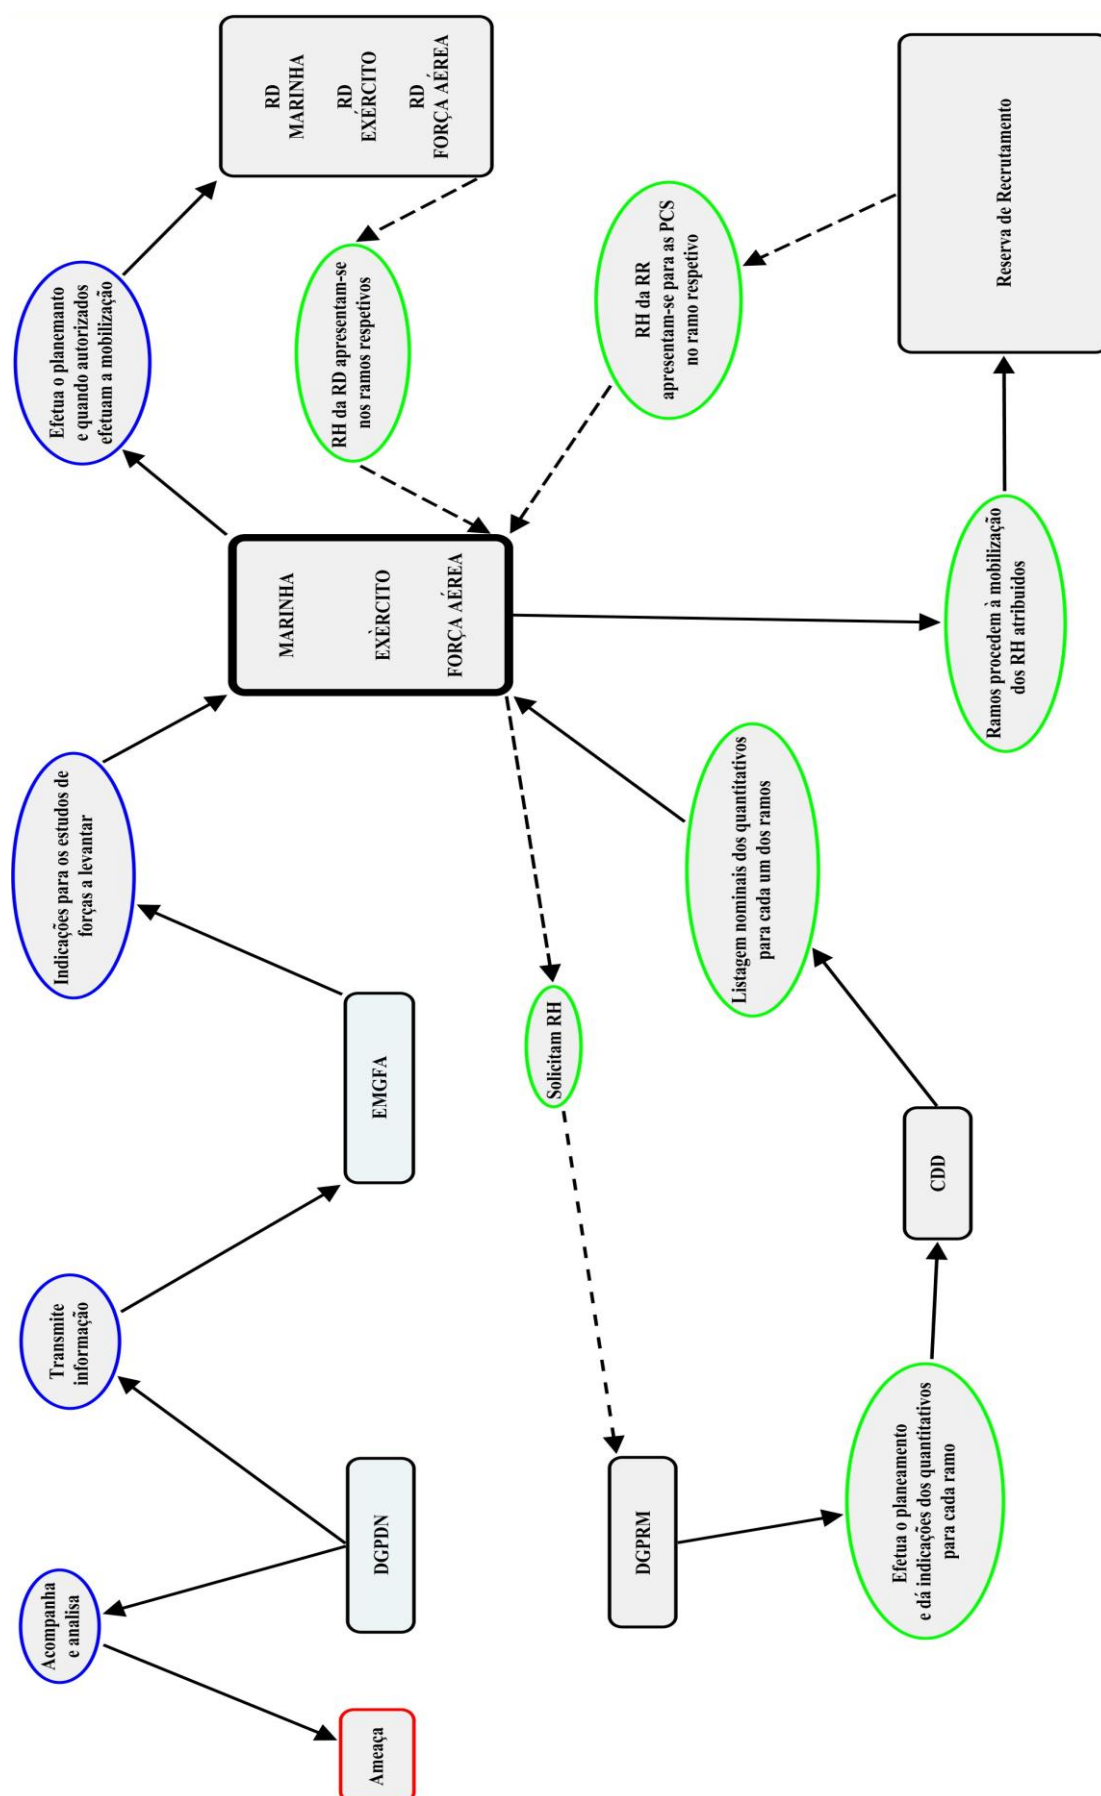 Acompanha
e analisa
Transmite
informação
Indicações para os estudos de
forças a levantar
Efetua o planemanto
e quando autorizados
efetuam a mobilização
Ameaça
DGPDN
EMGFA
MARINHA
EXÈRCITO
FORÇA AÉREA
RH da RD apresentam-se
nos ramos respetivos
RD
MARINHA
RD
EXÈRCITO
RD
FORÇA AÉREA
DGPRM
Solicitam RH
Listagem nominais dos quantitativos
para cada um dos ramos
RH da RR
apresentam-se para as PCS
no ramo respetivo
Efetua o planeamento
e dá indicações dos quantitativos
para cada ramo
CDD
Ramos procedem à mobilização
dos RH atribuidos
Reserva de Recrutamento